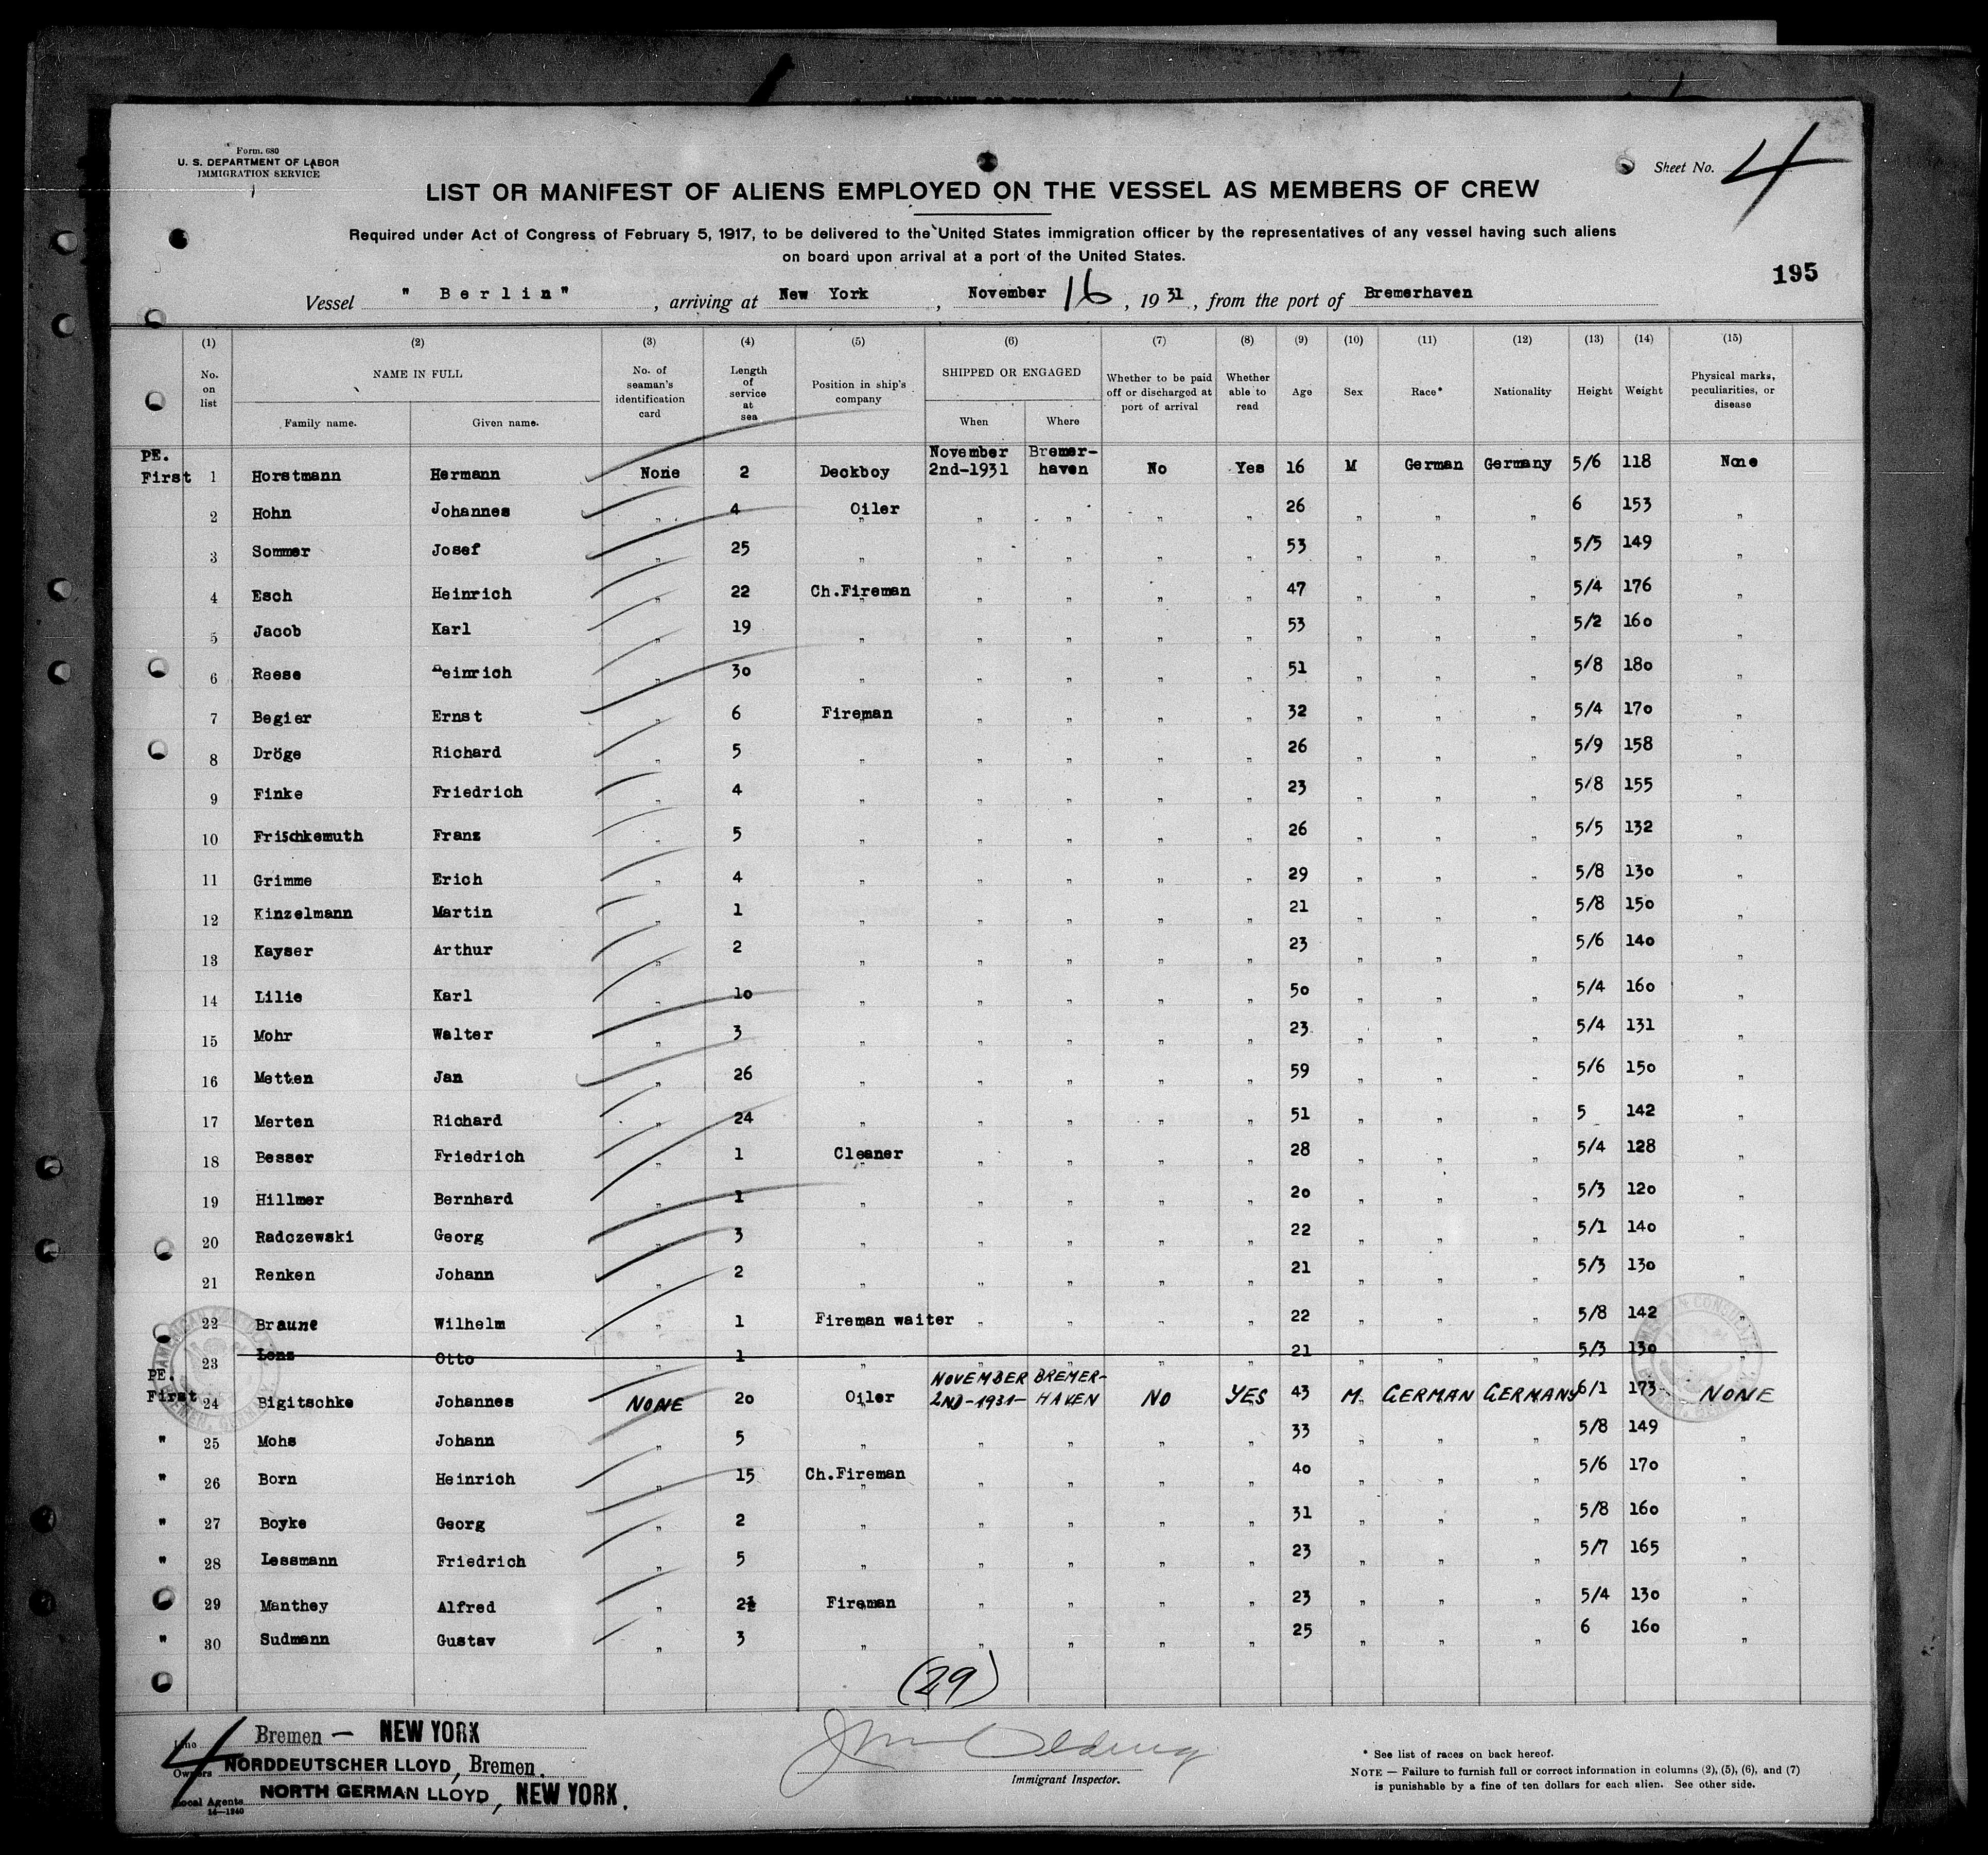 Form. 680
U. S. DEPARTMENT OF LABOR
IMMIGRATION SERVICE
Sheet No. 4
LIST OR MANIFEST OF ALIENS EMPLOYED ON THE VESSEL AS MEMBERS OF CREW
Required under Act of Congress of February 5, 1917, to be delivered to the United States immigration officer by the representatives of any vessel having such aliens
on board upon arrival at a port of the United States.
195
Vessel " Berlin" , arriving at New York , November 16 , 19 31 , from the port of Bremerhaven
(1) (2) (3) (4) (5) (6) (7) (8) (9) (10) (11) (12) (13) (14) (15)
No. on list NAME IN FULL Family name. Given name. No. of seaman's identification card Length of service at sea Position in ship's company SHIPPED OR ENGAGED When Where Whether to be paid off or discharged at port of arrival Whether able to read Age Sex Race* Nationality Height Weight Physical marks, peculiarities, or disease
PE. First 1 Horstmann Hermann None 2 Deckboy November 2nd-1931 Bremer-haven No Yes 16 M German Germany 5/6 118 None
2 Hohn Johannes " 4 Oiler " " " " 26 " " " 6 153 "
3 Sommer Josef " 25 " " " " " 53 " " " 5/5 149 "
4 Esch Heinrich " 22 Ch.Fireman " " " " 47 " " " 5/4 176 "
5 Jacob Karl " 19 " " " " " 53 " " " 5/2 160 "
6 Reese Heinrich " 30 " " " " " 51 " " " 5/8 180 "
7 Begier Ernst " 6 Fireman " " " " 32 " " " 5/4 170 "
8 Dröge Richard " 5 " " " " " 26 " " " 5/9 158 "
9 Finke Friedrich " 4 " " " " " 23 " " " 5/8 155 "
10 Frischkemuth Franz " 5 " " " " " 26 " " " 5/5 132 "
11 Grimme Erich " 4 " " " " " 29 " " " 5/8 130 "
12 Kinzelmann Martin " 1 " " " " " 21 " " " 5/8 150 "
13 Kayser Arthur " 2 " " " " " 23 " " " 5/6 140 "
14 Lilie Karl " 10 " " " " " 50 " " " 5/4 160 "
15 Mohr Walter " 3 " " " " " 23 " " " 5/4 131 "
16 Metten Jan " 26 " " " " " 59 " " " 5/6 150 "
17 Merten Richard " 24 " " " " " 51 " " " 5 142 "
18 Besser Friedrich " 1 Cleaner " " " " 28 " " " 5/4 128 "
19 Hillmer Bernhard " 1 " " " " " 20 " " " 5/3 120 "
20 Radczewski Georg " 3 " " " " " 22 " " " 5/1 140 "
21 Renken Johann " 2 " " " " " 21 " " " 5/3 130 "
22 Braune Wilhelm " 1 Fireman waiter " " " " 22 " " " 5/8 142 "
23 Lenz Otto " 1 " " " " " 21 " " " 5/3 130 "
PE. First 24 Bigitschke Johannes NONE 20 Oiler NOVEMBER 2ND-1931- BREMER-HAVEN NO YES 43 M. GERMAN GERMANY 6/1 173 NONE
" 25 Mohs Johann " 5 " " " " " 33 " " " 5/8 149 "
" 26 Born Heinrich " 15 Ch.Fireman " " " " 40 " " " 5/6 170 "
" 27 Boyke Georg " 2 " " " " " 31 " " " 5/8 160 "
" 28 Lessmann Friedrich " 5 " " " " " 23 " " " 5/7 165 "
" 29 Manthey Alfred " 2½ Fireman " " " " 23 " " " 5/4 130 "
" 30 Sudmann Gustav " 3 " " " " " 25 " " " 6 160 "
(29)
4
Bremen — NEW YORK
Owners NORDDEUTSCHER LLOYD, Bremen.
Local Agents NORTH GERMAN LLOYD, NEW YORK.
14—1240
Immigrant Inspector.
* See list of races on back hereof.
NOTE — Failure to furnish full or correct information in columns (2), (5), (6), and (7)
is punishable by a fine of ten dollars for each alien. See other side.